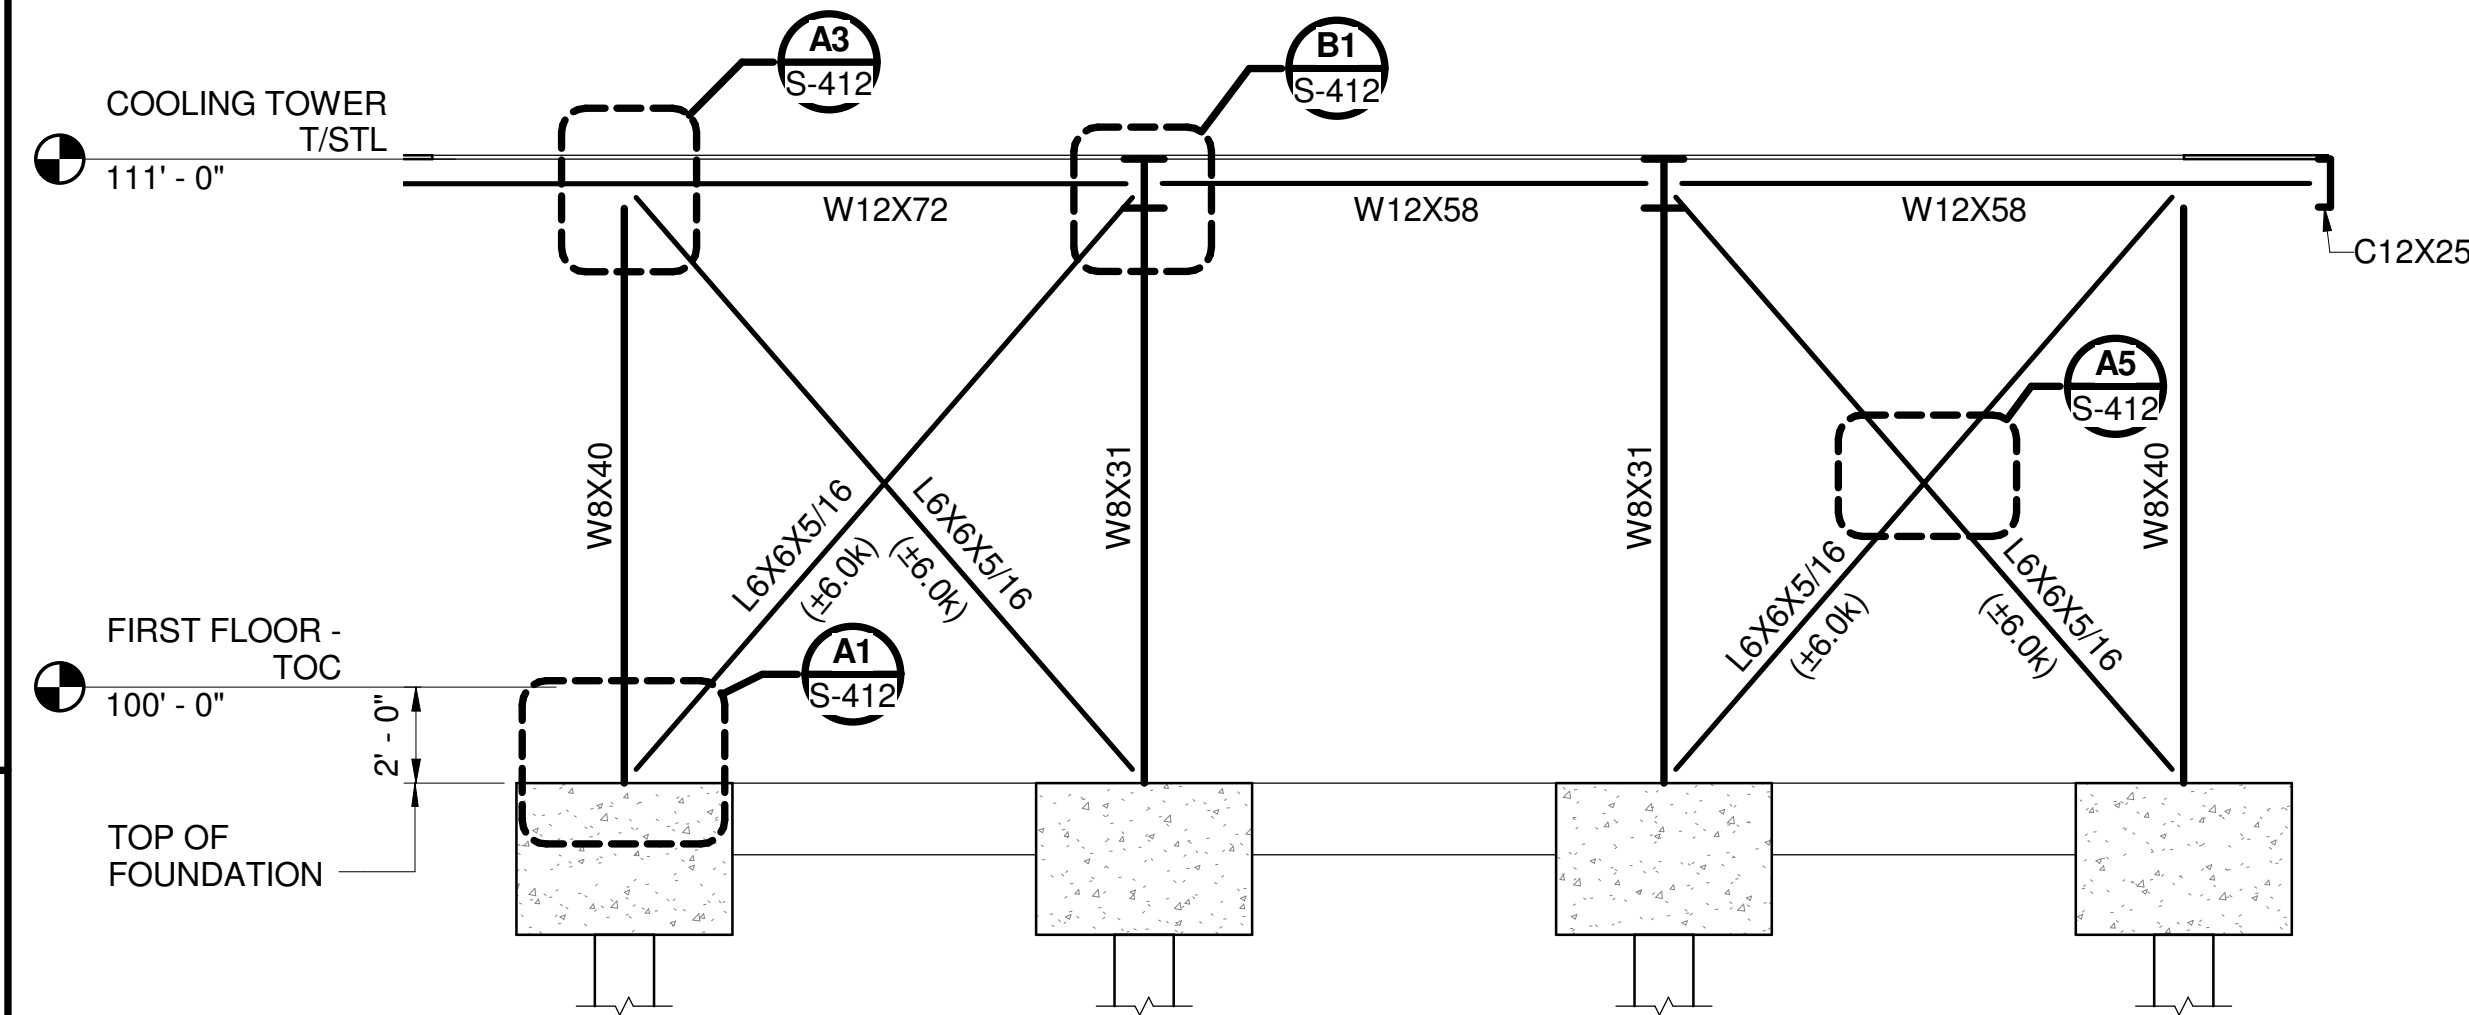 A3
S-412
B1
S-412
COOLING TOWER
T/STL
111' - 0"
W12X72
W12X58
W12X58
C12X25
A5
S-412
W8X40
L6X6X5/16
(±6.0k)
L6X6X5/16
(±6.0k)
W8X31
W8X31
L6X6X5/16
(±6.0k)
L6X6X5/16
(±6.0k)
W8X40
FIRST FLOOR -
TOC
100' - 0"
2' - 0"
A1
S-412
TOP OF
FOUNDATION